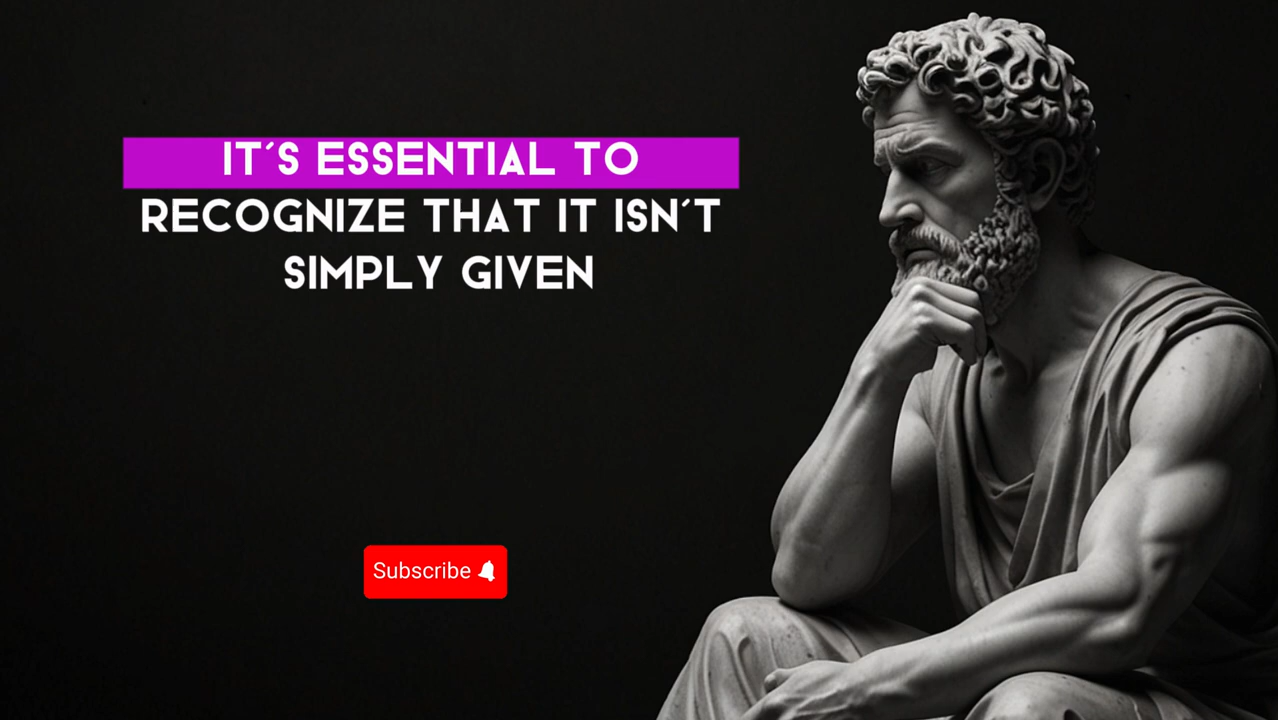 IT´S ESSENTIAL TO
RECOGNIZE THAT IT ISN´T
SIMPLY GIVEN
Subscribe